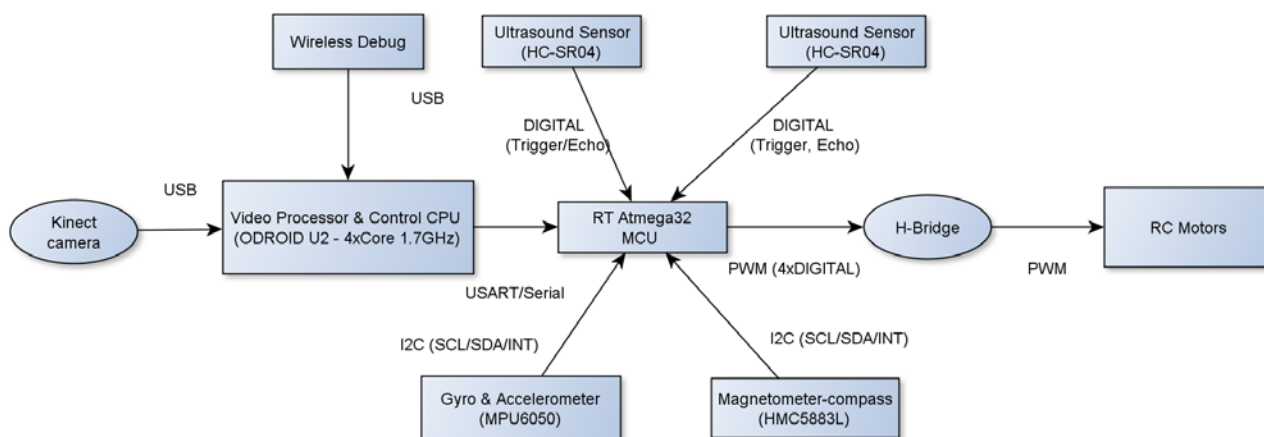 Wireless Debug
Ultrasound Sensor
(HC-SR04)
Ultrasound Sensor
(HC-SR04)
USB
DIGITAL
(Trigger/Echo)
DIGITAL
(Trigger, Echo)
USB
Kinect
camera
Video Processor & Control CPU
(ODROID U2 - 4xCore 1.7GHz)
RT Atmega32
MCU
H-Bridge
RC Motors
USART/Serial
PWM (4xDIGITAL)
PWM
I2C (SCL/SDA/INT)
I2C (SCL/SDA/INT)
Gyro & Accelerometer
(MPU6050)
Magnetometer-compass
(HMC5883L)